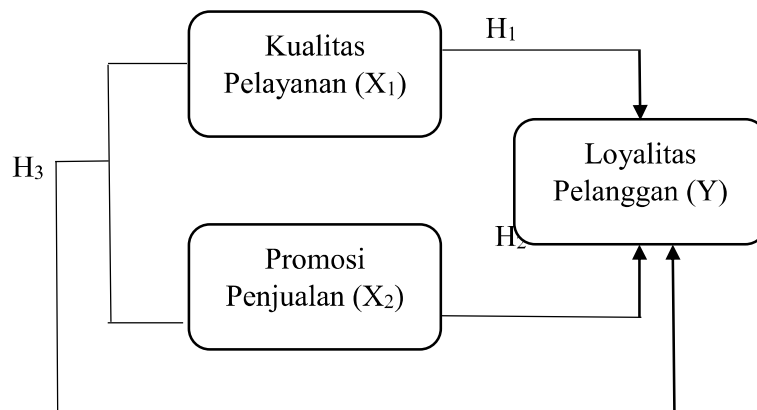 Kualitas
Pelayanan (X₁)
H₁
Loyalitas
Pelanggan (Y)
H₃
H₂
Promosi
Penjualan (X₂)